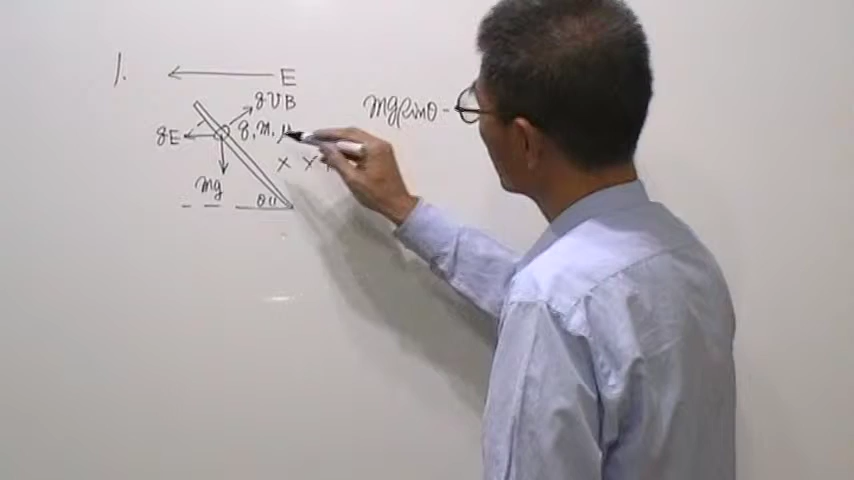 1.
E
qvB
qE q, m, μ
mg sinθ -
x x
mg
θ